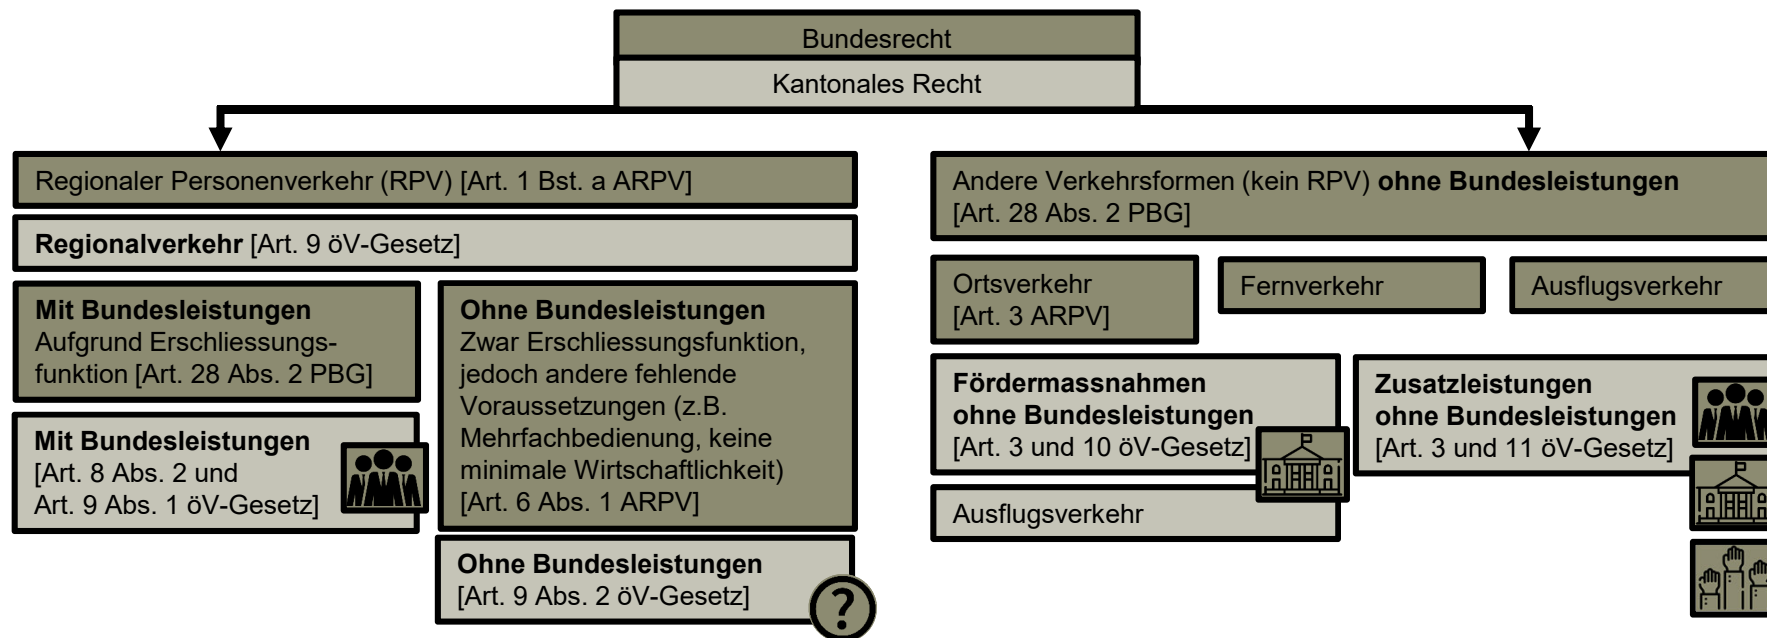 Bundesrecht
Kantonales Recht
Regionaler Personenverkehr (RPV) [Art. 1 Bst. a ARPV]
Regionalverkehr [Art. 9 öV-Gesetz]
Mit Bundesleistungen
Aufgrund Erschliessungs-
funktion [Art. 28 Abs. 2 PBG]
Mit Bundesleistungen
[Art. 8 Abs. 2 und
Art. 9 Abs. 1 öV-Gesetz]
Ohne Bundesleistungen
Zwar Erschliessungsfunktion,
jedoch andere fehlende
Voraussetzungen (z.B.
Mehrfachbedienung, keine
minimale Wirtschaftlichkeit)
[Art. 6 Abs. 1 ARPV]
Ohne Bundesleistungen
[Art. 9 Abs. 2 öV-Gesetz]
?
Andere Verkehrsformen (kein RPV) ohne Bundesleistungen
[Art. 28 Abs. 2 PBG]
Ortsverkehr
[Art. 3 ARPV]
Fernverkehr
Ausflugsverkehr
Fördermassnahmen
ohne Bundesleistungen
[Art. 3 und 10 öV-Gesetz]
Ausflugsverkehr
Zusatzleistungen
ohne Bundesleistungen
[Art. 3 und 11 öV-Gesetz]